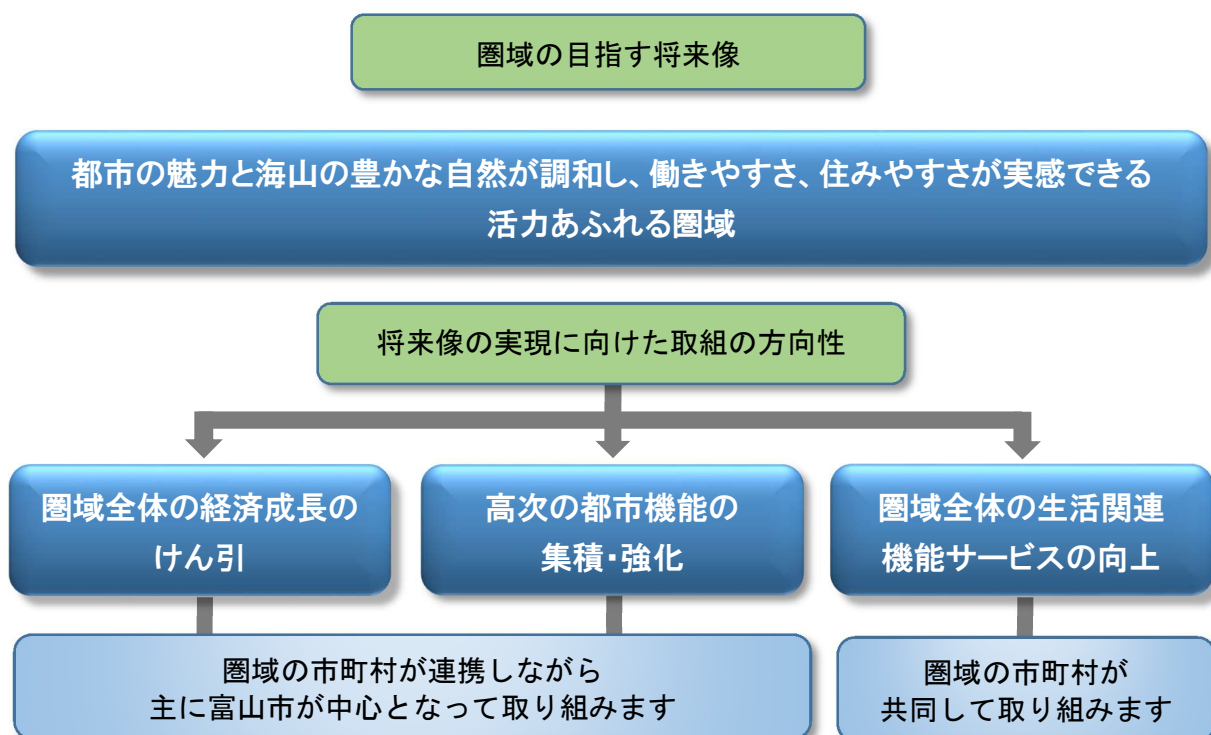 圏域の目指す将来像
都市の魅力と海山の豊かな自然が調和し、働きやすさ、住みやすさが実感できる
活力あふれる圏域
将来像の実現に向けた取組の方向性
圏域全体の経済成長の
けん引
高次の都市機能の
集積・強化
圏域全体の生活関連
機能サービスの向上
圏域の市町村が連携しながら
主に富山市が中心となって取り組みます
圏域の市町村が
共同して取り組みます